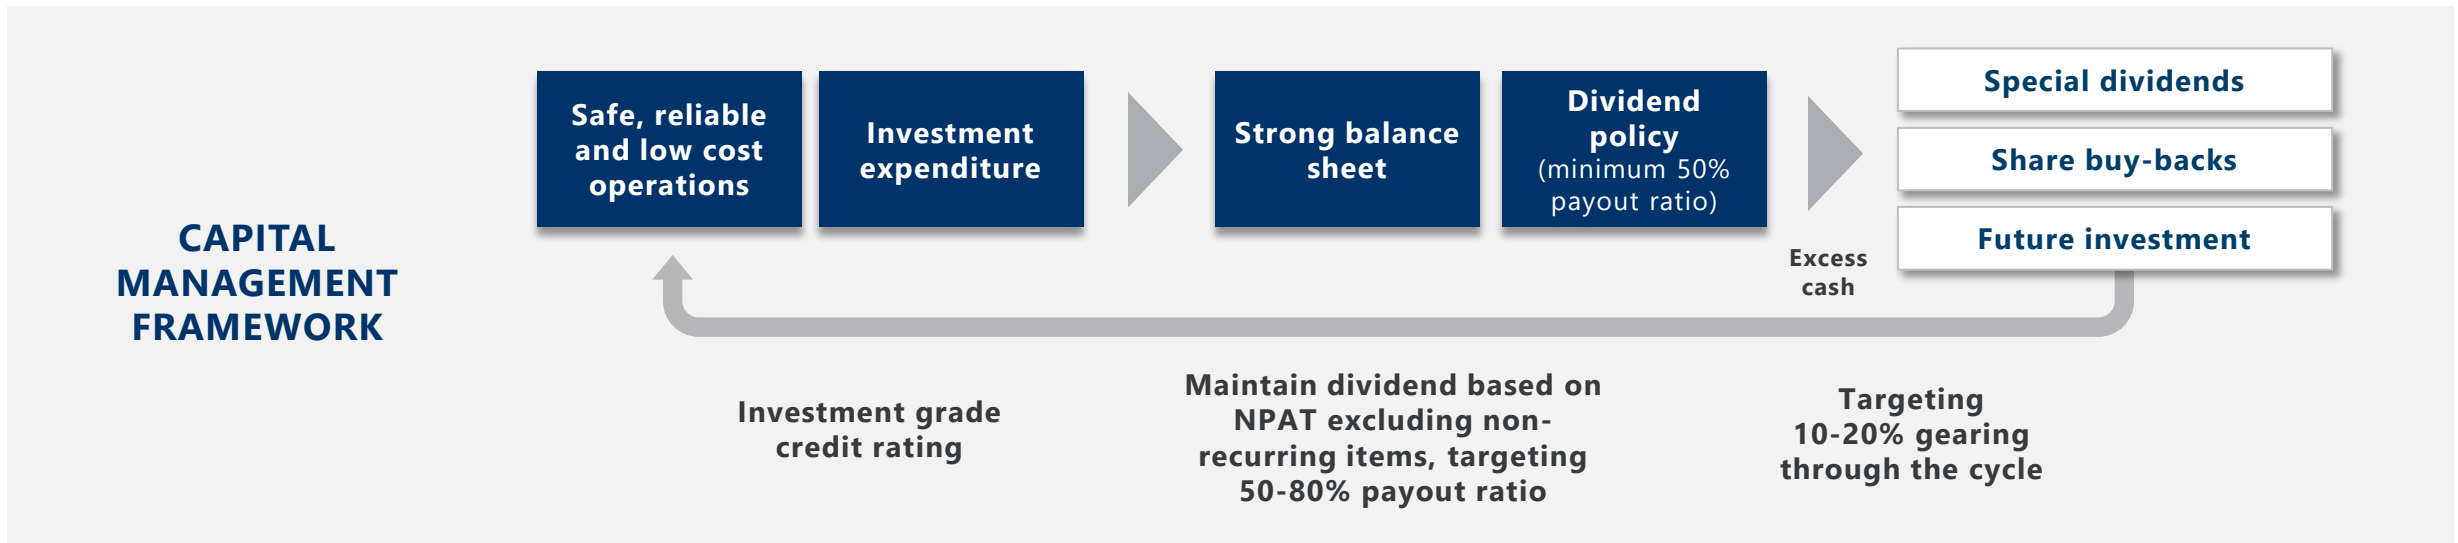 CAPITAL
MANAGEMENT
FRAMEWORK
Safe, reliable
and low cost
operations
Investment
expenditure
Strong balance
sheet
Dividend
policy
(minimum 50%
payout ratio)
Excess
cash
Special dividends
Share buy-backs
Future investment
Investment grade
credit rating
Maintain dividend based on
NPAT excluding non-
recurring items, targeting
50-80% payout ratio
Targeting
10-20% gearing
through the cycle